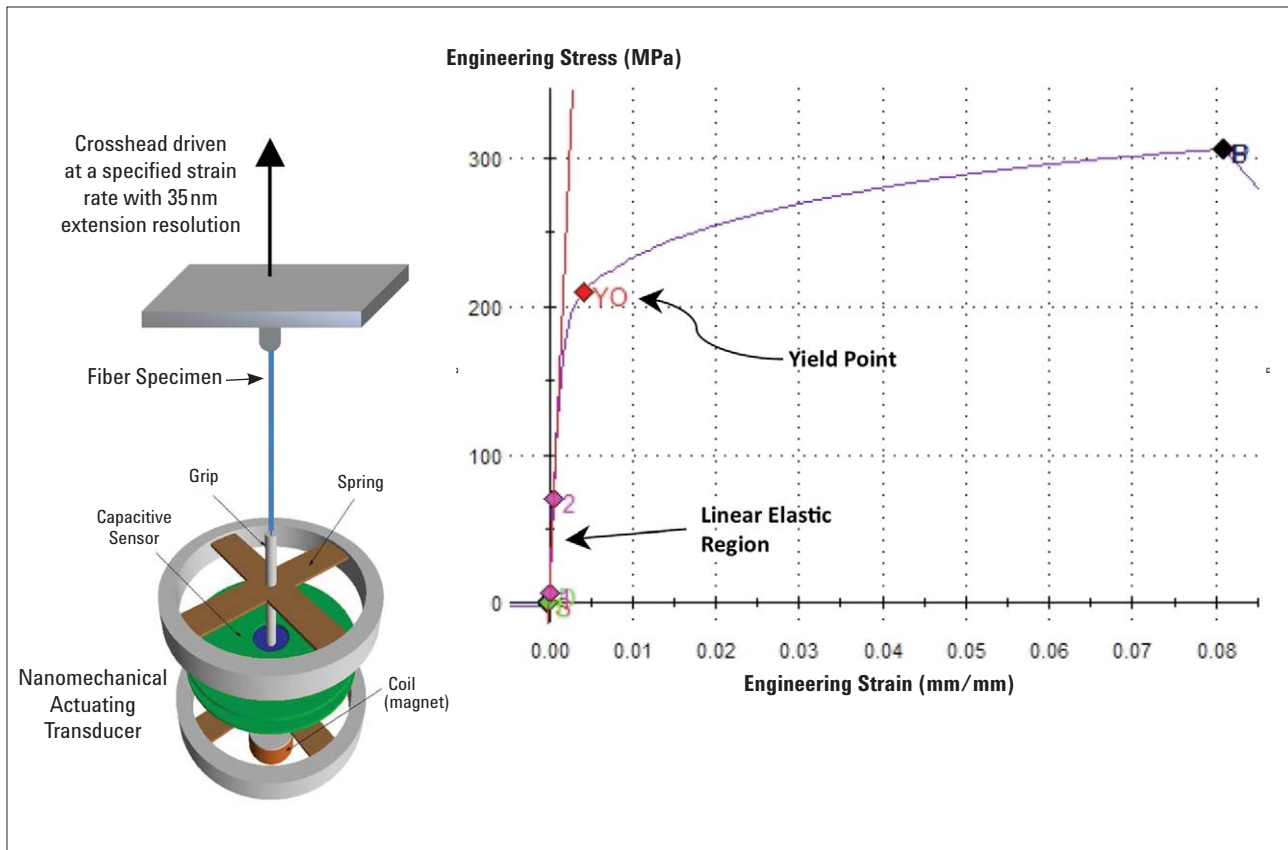 Engineering Stress (MPa)
Crosshead driven
at a specified strain
rate with 35 nm
extension resolution
Fiber Specimen
Grip
Spring
Capacitive
Sensor
Nanomechanical
Actuating
Transducer
Coil
(magnet)
300
200
100
0
B
YO
Yield Point
2
Linear Elastic
Region
0.00 0.01 0.02 0.03 0.04 0.05 0.06 0.07 0.08
Engineering Strain (mm/mm)